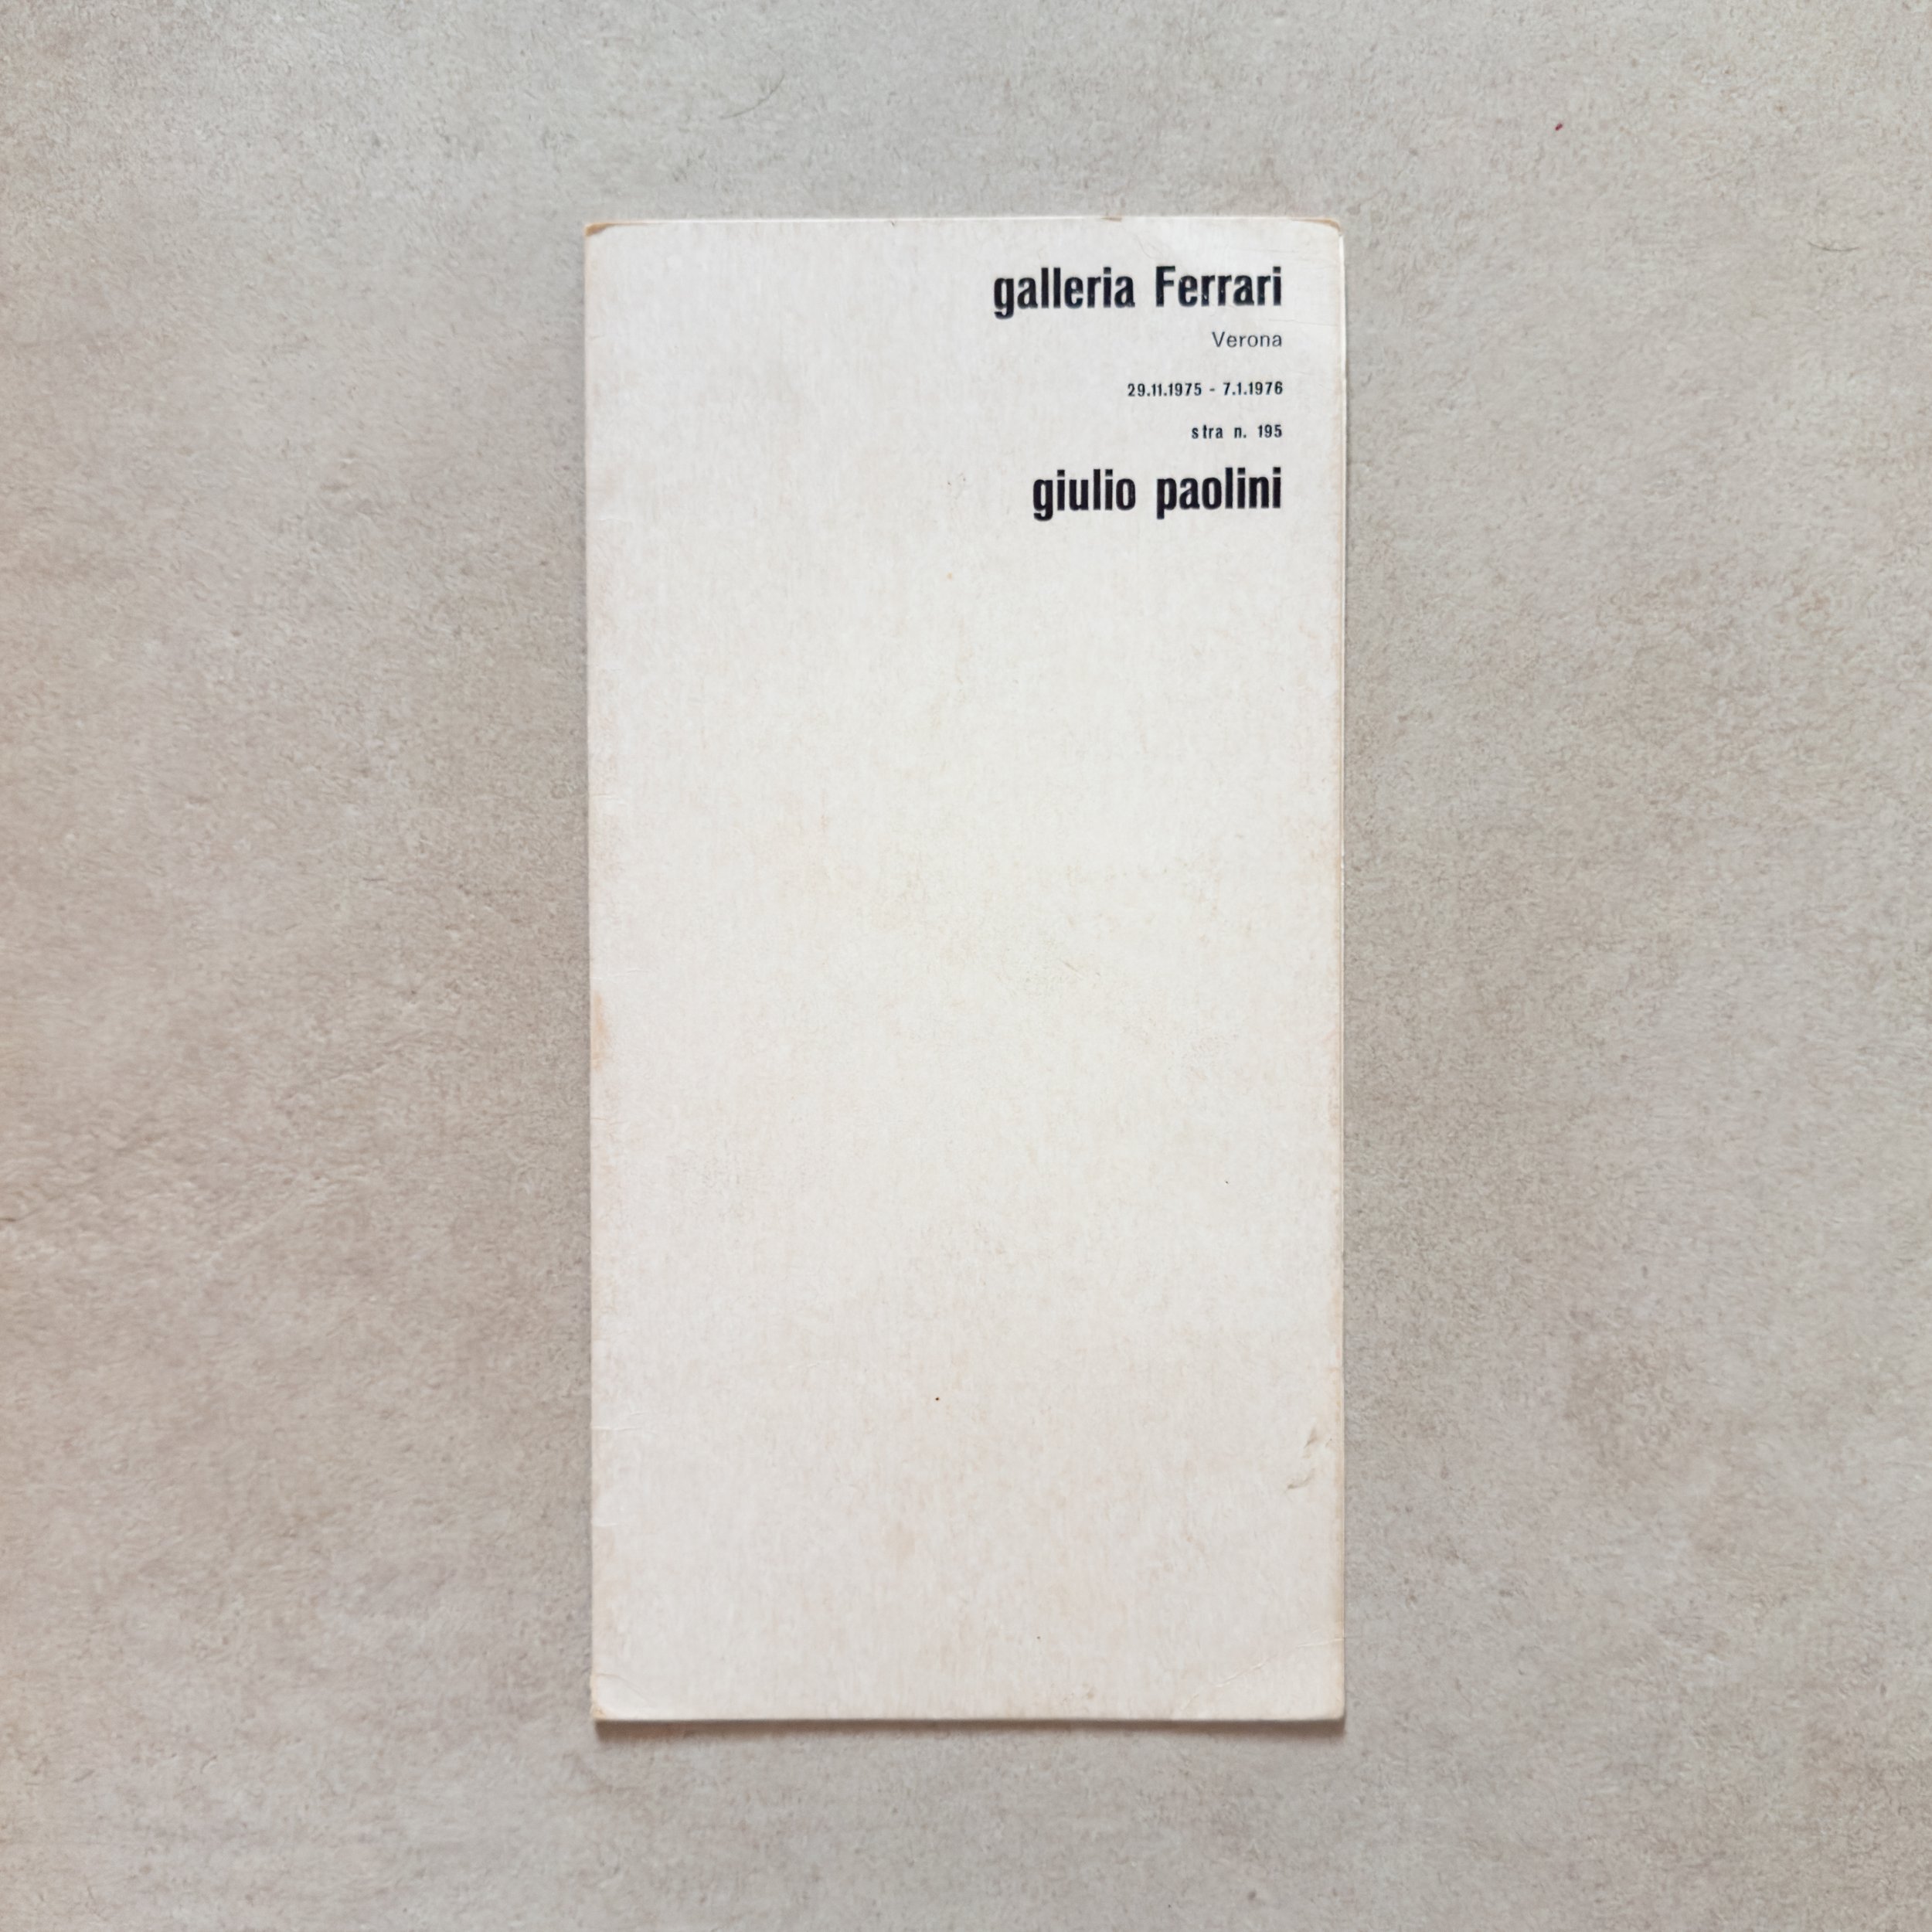 galleria Ferrari
Verona
29.11.1975 - 7.1.1976
stra n. 195
giulio paolini